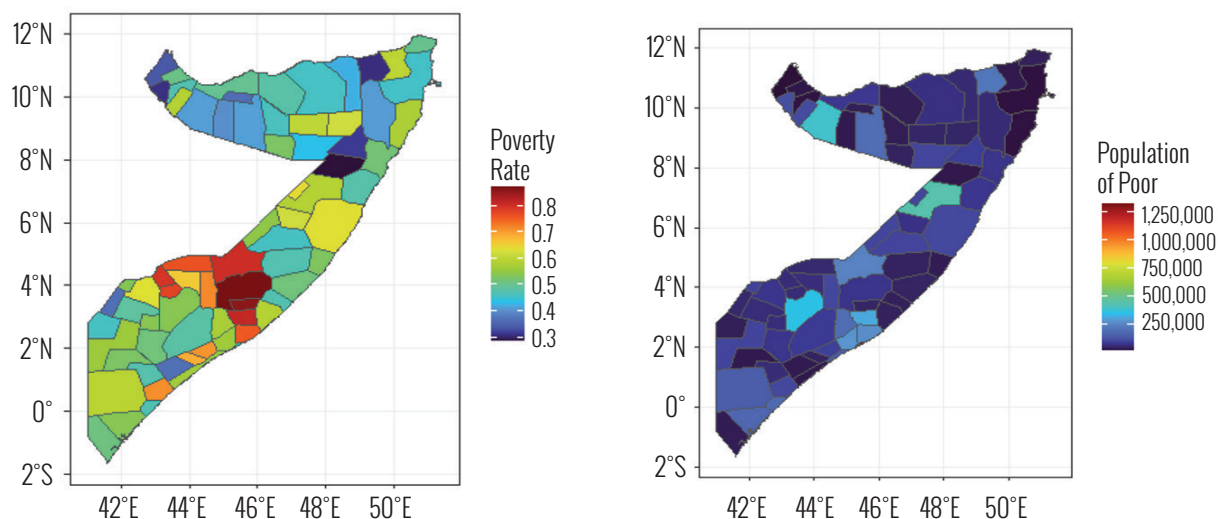 12°N
10°N
8°N
6°N
4°N
2°N
0°
2°S
42°E 44°E 46°E 48°E 50°E
Poverty
Rate
0.8
0.7
0.6
0.5
0.4
0.3
12°N
10°N
8°N
6°N
4°N
2°N
0°
2°S
42°E 44°E 46°E 48°E 50°E
Population
of Poor
1,250,000
1,000,000
750,000
500,000
250,000